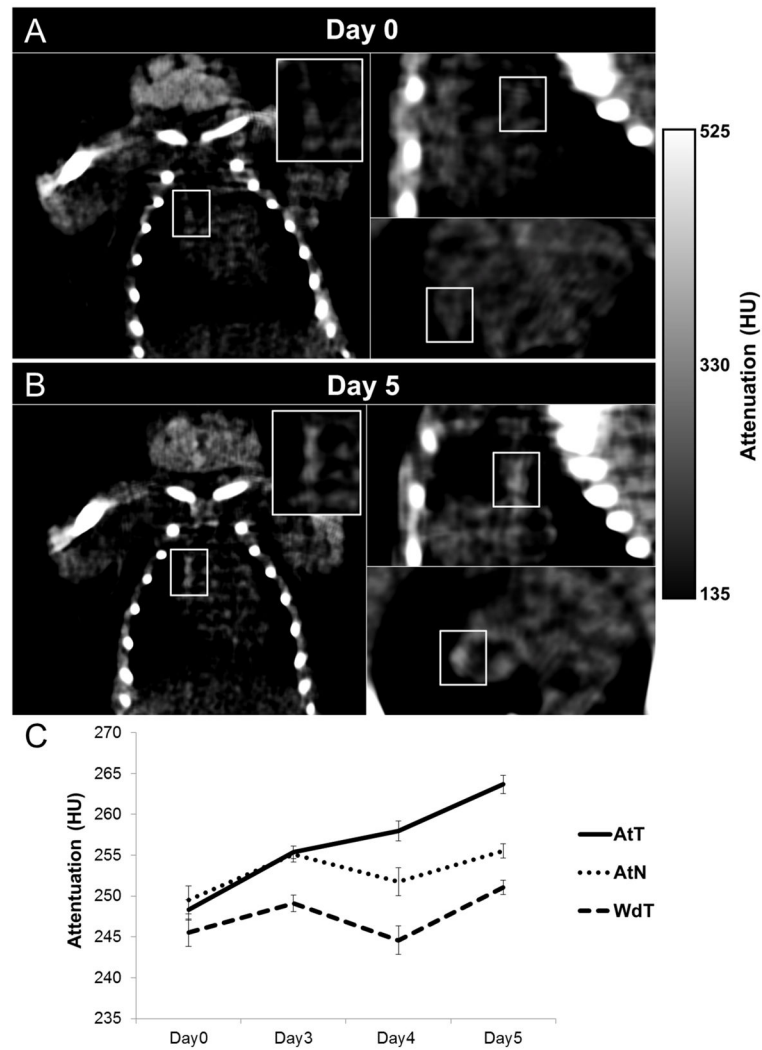 A
Day 0
525
330
135
Attenuation (HU)
B
Day 5
C
270
265
260
255
250
245
240
235
Attentuation (HU)
Day0
Day3
Day4
Day5
AtT
AtN
WdT